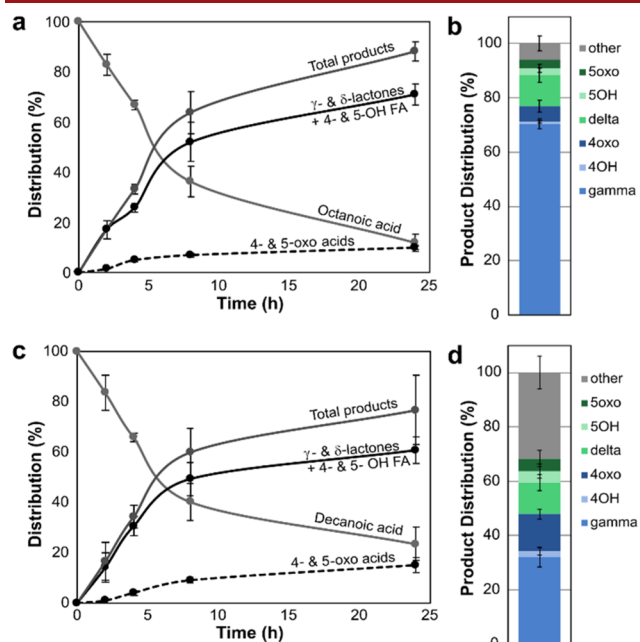 a
100
80
60
40
20
0
Distribution (%)
Total products
γ- & δ-lactones
+ 4- & 5-OH FA
Octanoic acid
4- & 5-oxo acids
0 5 10 15 20 25
Time (h)
b
100
80
60
40
20
0
Product Distribution (%)
other
5oxo
5OH
delta
4oxo
4OH
gamma
c
100
80
60
40
20
0
Distribution (%)
Total products
γ- & δ-lactones
+ 4- & 5- OH FA
Decanoic acid
4- & 5-oxo acids
0 5 10 15 20 25
Time (h)
d
100
80
60
40
20
0
Product Distribution (%)
other
5oxo
5OH
delta
4oxo
4OH
gamma